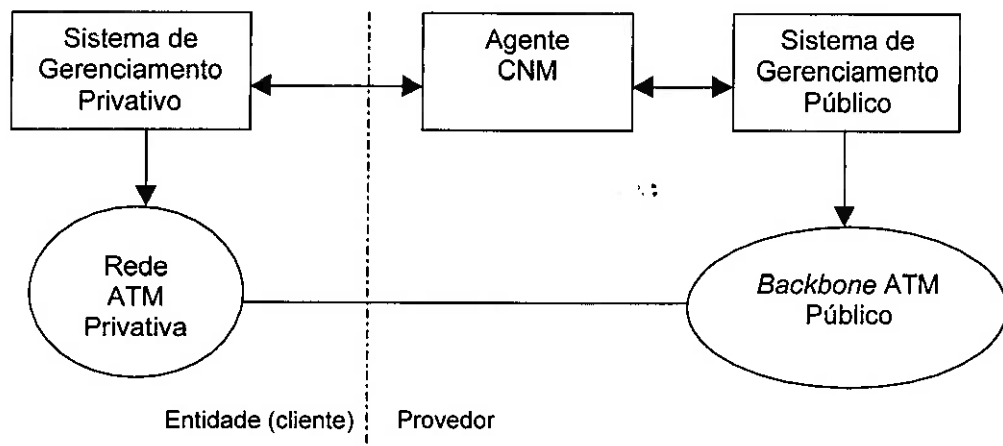 Sistema de
Gerenciamento
Privativo
Agente
CNM
Sistema de
Gerenciamento
Público
Rede
ATM
Privativa
Backbone ATM
Público
Entidade (cliente)
Provedor